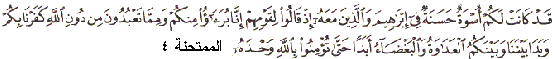 قَدْ كَانَتْ لَكُمْ أُسْوَةٌ حَسَنَةٌ فِي إِبْرَاهِيمَ وَالَّذِينَ مَعَهُ إِذْ قَالُوا لِقَوْمِهِمْ إِنَّا بُرَآؤُا مِنكُمْ وَمِمَّا تَعْبُدُونَ مِن دُونِ اللَّهِ كَفَرْنَا بِكُمْ
وَبَدَا بَيْنَنَا وَبَيْنَكُمُ الْعَدَاوَةُ وَالْبَغْضَاءُ أَبَدًا حَتَّى تُؤْمِنُوا بِاللَّهِ وَحْدَهُ الممتحنة ٤